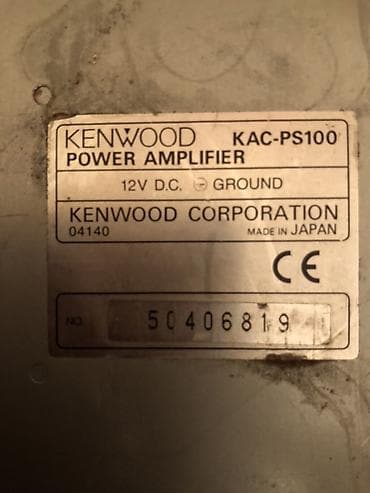 KENWOOD KAC-PS100
POWER AMPLIFIER
12V D.C. ⊖ GROUND
KENWOOD CORPORATION
04140 MADE IN JAPAN
CE
NO. 50406819